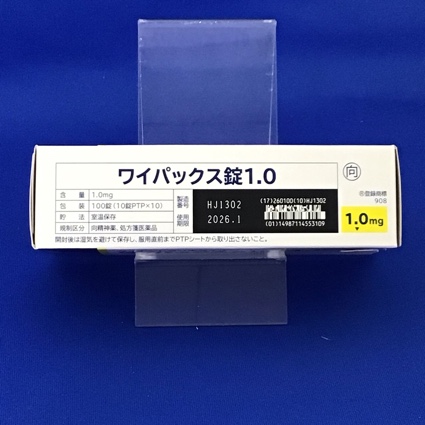 ワイパックス錠1.0
向
含 量 1.0mg
包 装 100錠(10錠PTP×10)
貯 法 室温保存
規制区分 向精神薬、処方箋医薬品
開封後は湿気を避けて保存し、服用直前までPTPシートから取り出さないこと。
製造番号 HJ1302
使用期限 2026.1
(17)260100(10)HJ1302
(01)14987114553109
®登録商標
908
1.0mg